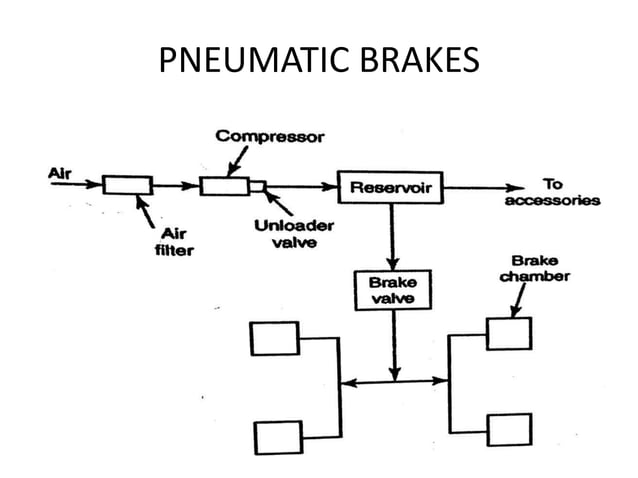 PNEUMATIC BRAKES
Compressor
Air
Reservoir
To
accessories
Air
filter
Unloader
valve
Brake
valve
Brake
chamber